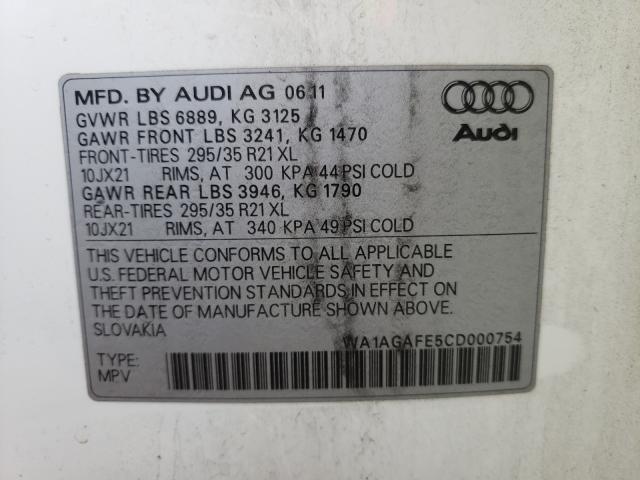 MFD. BY AUDI AG 06 11
GVWR LBS 6889, KG 3125
GAWR FRONT LBS 3241, KG 1470
FRONT-TIRES 295/35 R21 XL
10JX21 RIMS, AT 300 KPA 44 PSI COLD
GAWR REAR LBS 3946, KG 1790
REAR-TIRES 295/35 R21 XL
10JX21 RIMS, AT 340 KPA 49 PSI COLD
Audi
THIS VEHICLE CONFORMS TO ALL APPLICABLE
U.S. FEDERAL MOTOR VEHICLE SAFETY AND
THEFT PREVENTION STANDARDS IN EFFECT ON
THE DATE OF MANUFACTURE SHOWN ABOVE.
SLOVAKIA
WA1AGAFE5CD000754
TYPE:
MPV